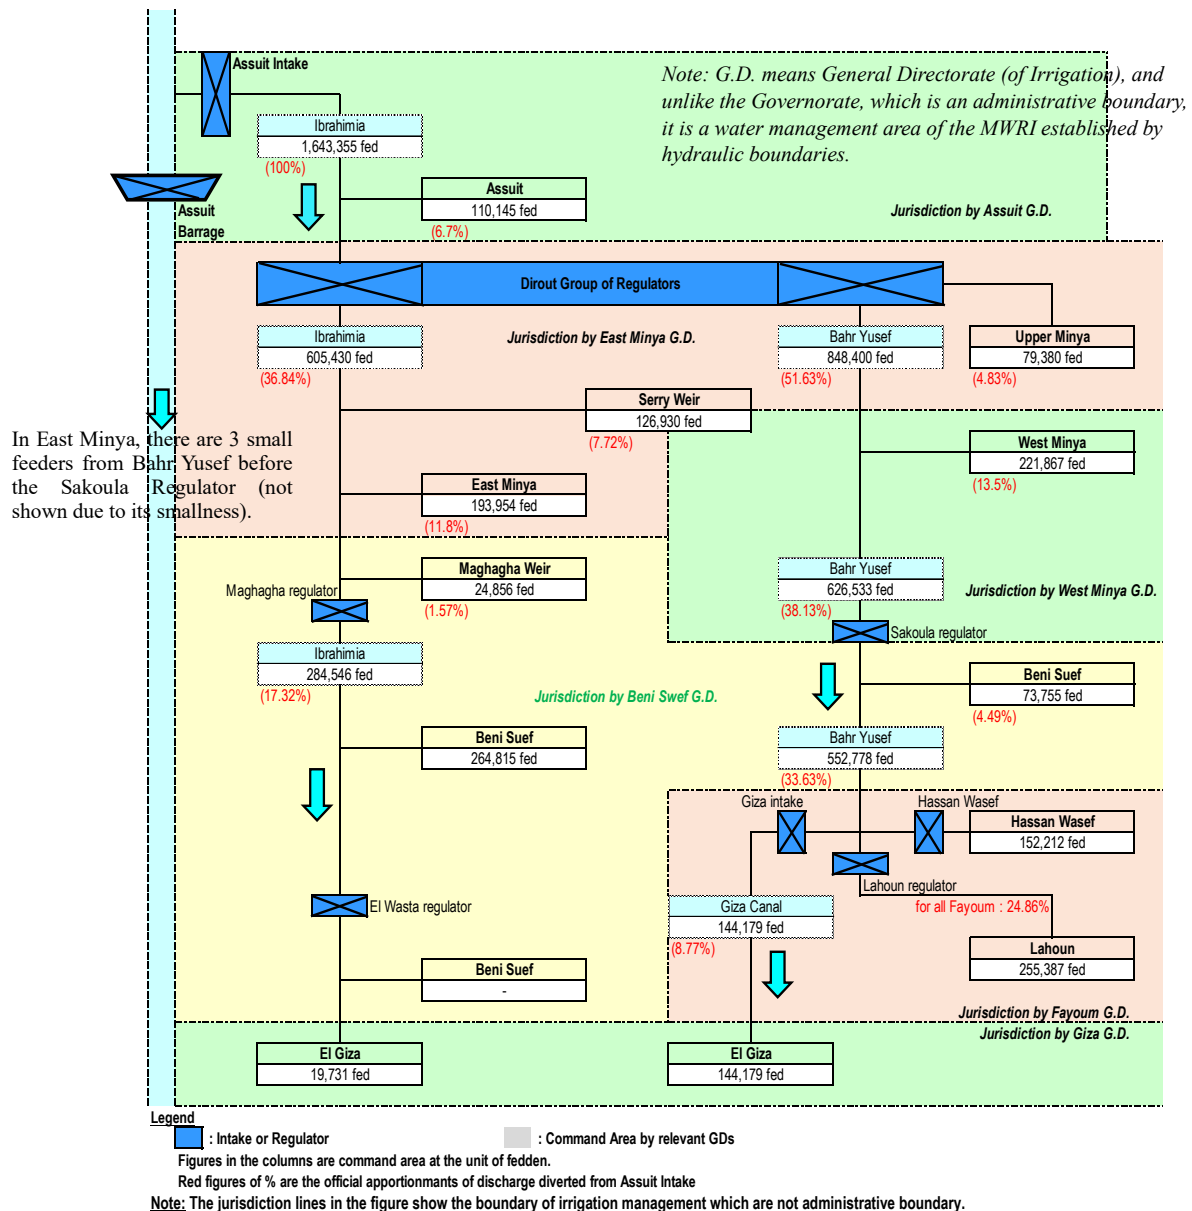 Assuit Intake
Note: G.D. means General Directorate (of Irrigation), and
unlike the Governorate, which is an administrative boundary,
it is a water management area of the MWRI established by
hydraulic boundaries.
Ibrahimia
1,643,355 fed
(100%)
Assuit
110,145 fed
(6.7%)
Assuit
Barrage
Jurisdiction by Assuit G.D.
Dirout Group of Regulators
Ibrahimia
605,430 fed
(36.84%)
Jurisdiction by East Minya G.D.
Bahr Yusef
848,400 fed
(51.63%)
Upper Minya
79,380 fed
(4.83%)
Serry Weir
126,930 fed
(7.72%)
In East Minya, there are 3 small
feeders from Bahr Yusef before
the Sakoula Regulator (not
shown due to its smallness).
West Minya
221,867 fed
(13.5%)
East Minya
193,954 fed
(11.8%)
Maghagha Weir
24,856 fed
(1.57%)
Maghagha regulator
Bahr Yusef
626,533 fed
(38.13%)
Jurisdiction by West Minya G.D.
Sakoula regulator
Ibrahimia
284,546 fed
(17.32%)
Jurisdiction by Beni Swef G.D.
Beni Suef
73,755 fed
(4.49%)
Beni Suef
264,815 fed
Bahr Yusef
552,778 fed
(33.63%)
Giza intake
Hassan Wasef
Hassan Wasef
152,212 fed
Lahoun regulator
El Wasta regulator
Giza Canal
144,179 fed
(8.77%)
for all Fayoum : 24.86%
Lahoun
255,387 fed
Beni Suef
-
Jurisdiction by Fayoum G.D.
Jurisdiction by Giza G.D.
El Giza
19,731 fed
El Giza
144,179 fed
Legend
: Intake or Regulator
: Command Area by relevant GDs
Figures in the columns are command area at the unit of fedden.
Red figures of % are the official apportionmants of discharge diverted from Assuit Intake
Note: The jurisdiction lines in the figure show the boundary of irrigation management which are not administrative boundary.